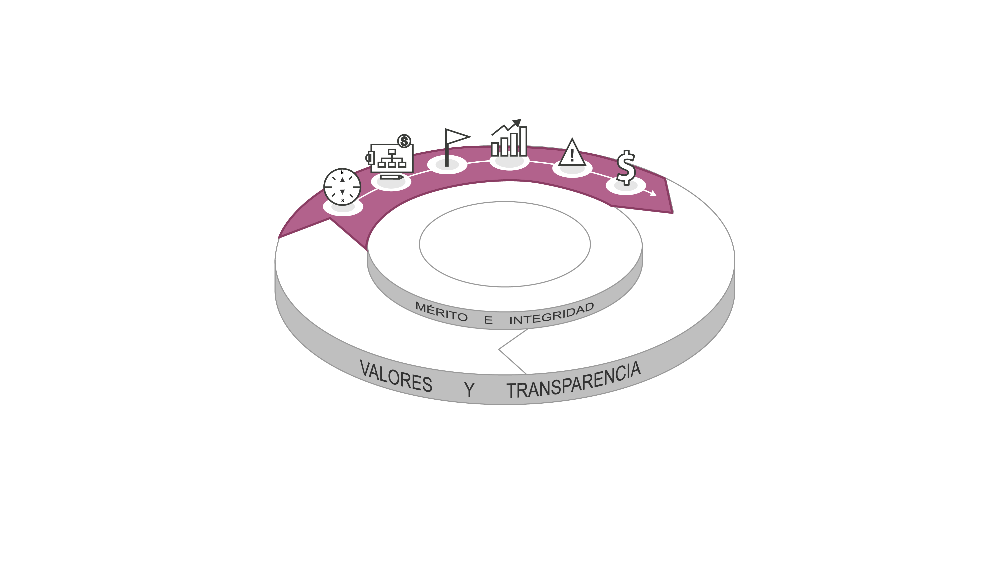 N
S
$
!
$
MÉRITO E INTEGRIDAD
VALORES Y TRANSPARENCIA